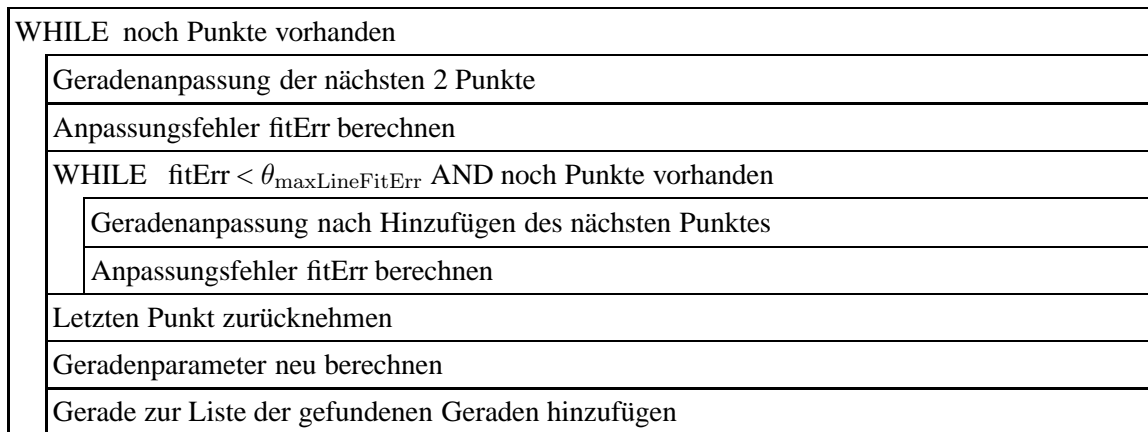 WHILE noch Punkte vorhanden
Geradenanpassung der nächsten 2 Punkte
Anpassungsfehler fitErr berechnen
WHILE fitErr < θ_maxLineFitErr AND noch Punkte vorhanden
Geradenanpassung nach Hinzufügen des nächsten Punktes
Anpassungsfehler fitErr berechnen
Letzten Punkt zurücknehmen
Geradenparameter neu berechnen
Gerade zur Liste der gefundenen Geraden hinzufügen